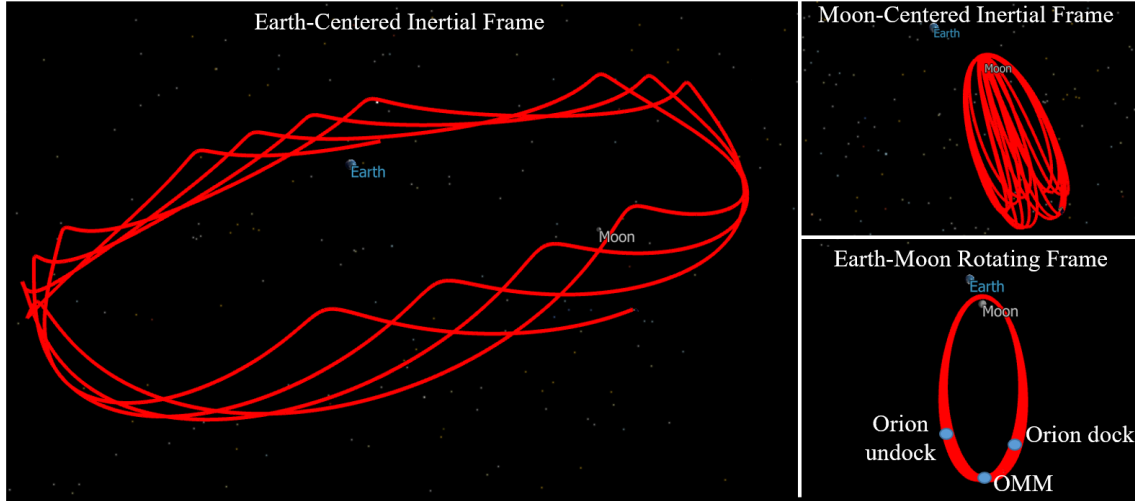 Earth-Centered Inertial Frame
Earth
Moon
Moon-Centered Inertial Frame
Earth
Moon
Earth-Moon Rotating Frame
Earth
Moon
Orion
undock
Orion dock
OMM